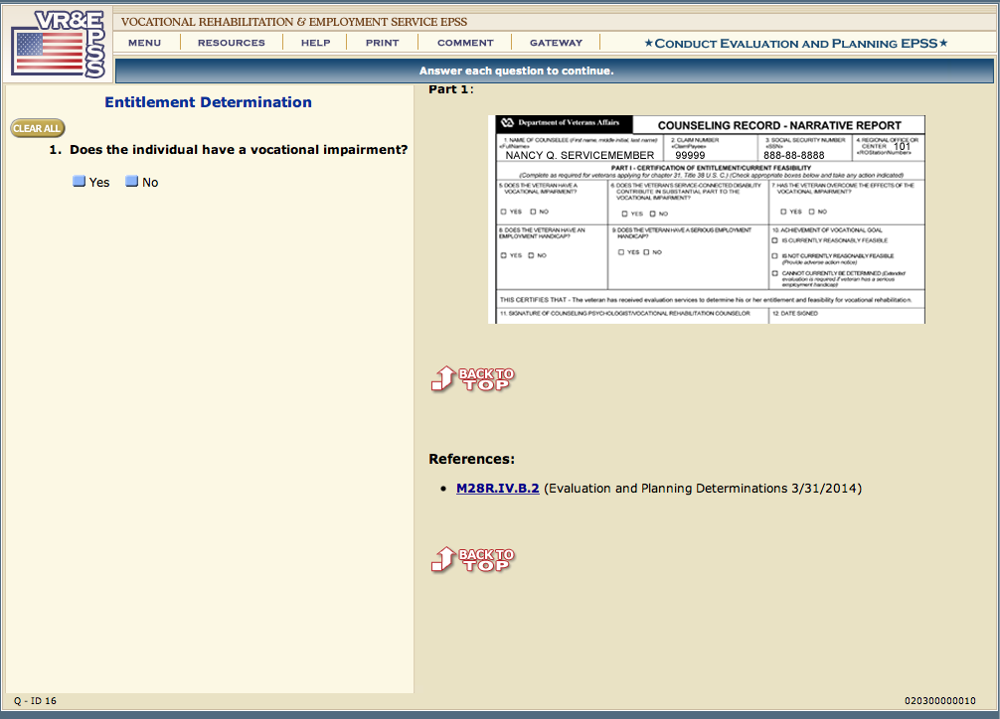 VR&E
EPSS
VOCATIONAL REHABILITATION & EMPLOYMENT SERVICE EPSS
MENU RESOURCES HELP PRINT COMMENT GATEWAY ★CONDUCT EVALUATION AND PLANNING EPSS★
Answer each question to continue.
Entitlement Determination
CLEAR ALL
1. Does the individual have a vocational impairment?
Yes No
Part 1:
Department of Veterans Affairs COUNSELING RECORD - NARRATIVE REPORT
1. NAME OF COUNSELEE (First name, middle initial, last name) 2. CLAIM NUMBER 3. SOCIAL SECURITY NUMBER 4. REGIONAL OFFICE OR CENTER 101
<FullName> <ClaimPayee> <SSN> <ROStationNumber>
NANCY Q. SERVICEMEMBER 99999 888-88-8888
PART I - CERTIFICATION OF ENTITLEMENT/CURRENT FEASIBILITY
(Complete as required for veterans applying for chapter 31, Title 38 U.S.C.) (Check appropriate boxes below and take any action indicated)
5. DOES THE VETERAN HAVE A
VOCATIONAL IMPAIRMENT?
YES NO
6. DOES THE VETERAN'S SERVICE-CONNECTED DISABILITY
CONTRIBUTE IN SUBSTANTIAL PART TO THE
VOCATIONAL IMPAIRMENT?
YES NO
7. HAS THE VETERAN OVERCOME THE EFFECTS OF THE
VOCATIONAL IMPAIRMENT?
YES NO
8. DOES THE VETERAN HAVE AN
EMPLOYMENT HANDICAP?
YES NO
9. DOES THE VETERAN HAVE A SERIOUS EMPLOYMENT
HANDICAP?
YES NO
10. ACHIEVEMENT OF VOCATIONAL GOAL
IS CURRENTLY REASONABLY FEASIBLE
IS NOT CURRENTLY REASONABLY FEASIBLE
(Provide adverse action notice)
CANNOT CURRENTLY BE DETERMINED (Extended
evaluation is required if veteran has a serious
employment handicap)
THIS CERTIFIES THAT - The veteran has received evaluation services to determine his or her entitlement and feasibility for vocational rehabilitation.
11. SIGNATURE OF COUNSELING PSYCHOLOGIST/VOCATIONAL REHABILITATION COUNSELOR 12. DATE SIGNED
BACK TO
TOP
References:
• M28R.IV.B.2 (Evaluation and Planning Determinations 3/31/2014)
BACK TO
TOP
Q - ID 16 020300000010